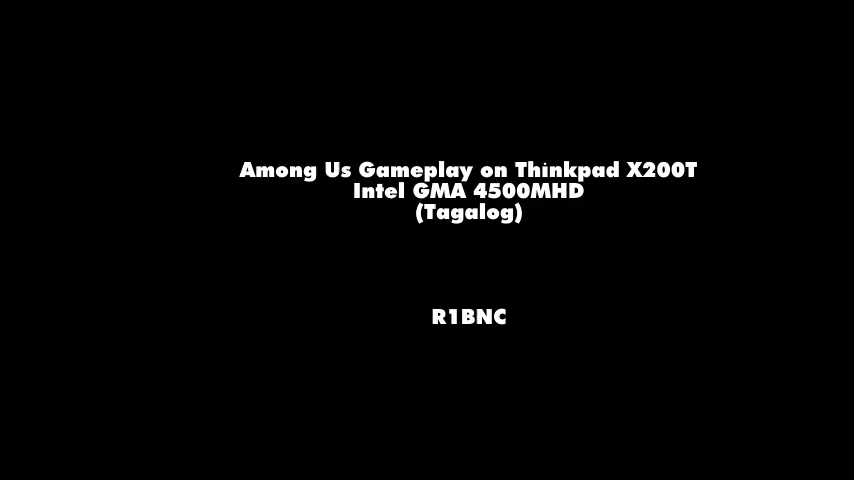 Among Us Gameplay on Thinkpad X200T
Intel GMA 4500MHD
(Tagalog)
R1BNC